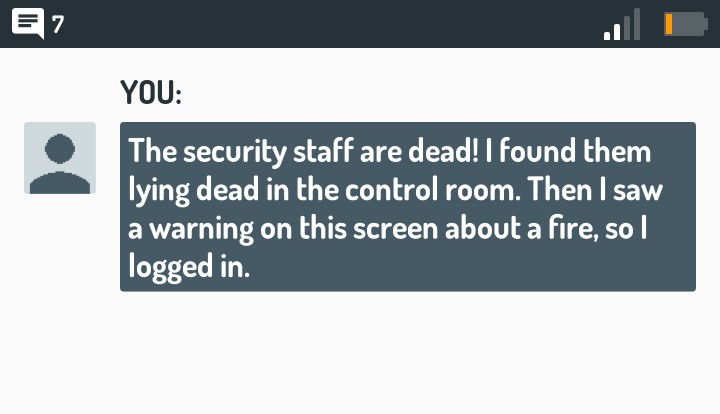 7
YOU:
The security staff are dead! I found them
lying dead in the control room. Then I saw
a warning on this screen about a fire, so I
logged in.